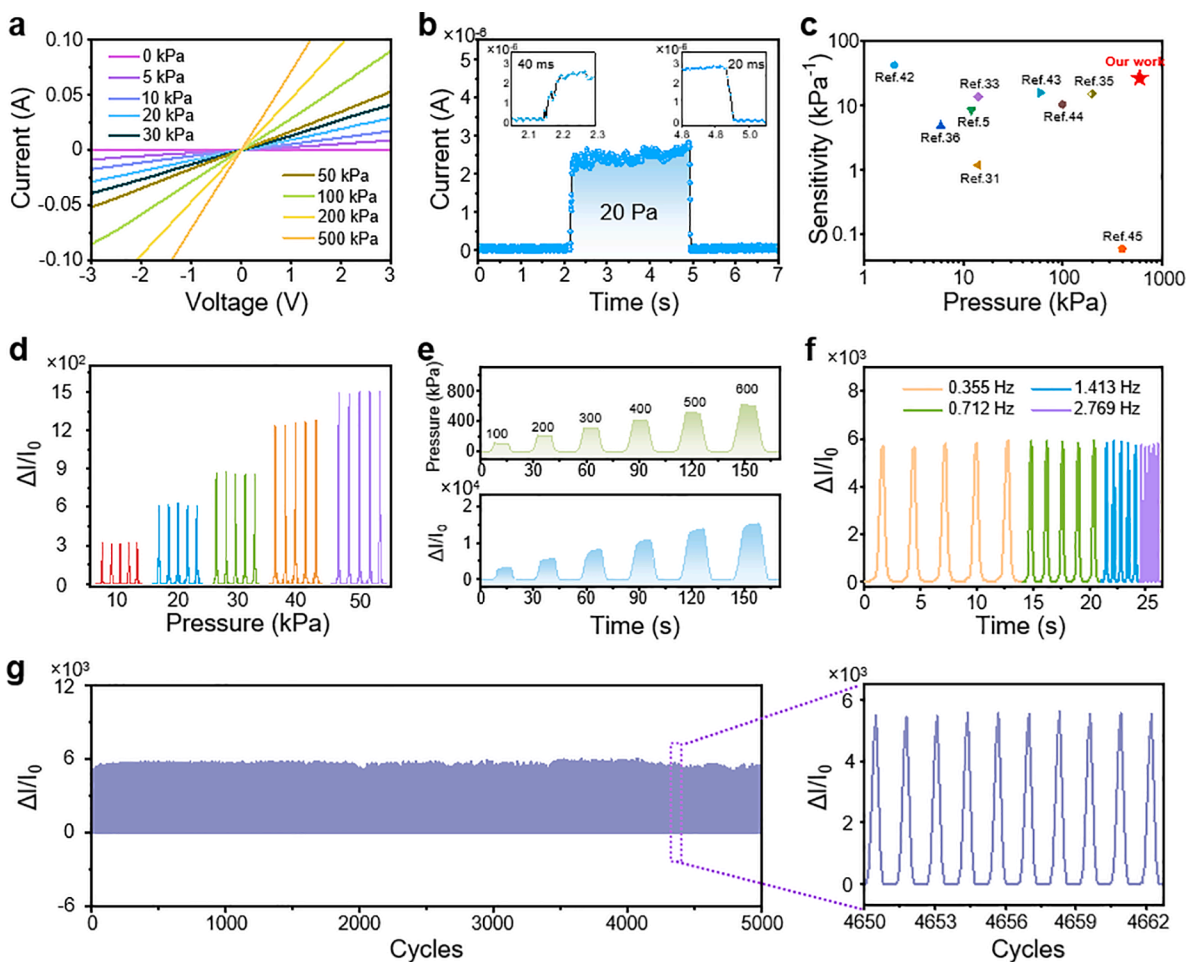 a
0.10
0.05
0
-0.05
-0.10
Current (A)
0 kPa
5 kPa
10 kPa
20 kPa
30 kPa
50 kPa
100 kPa
200 kPa
500 kPa
-3 -2 -1 0 1 2 3
Voltage (V)
b
×10⁻⁶
5
4
3
2
1
0
Current (A)
×10⁻⁶
40 ms
3
2
1
0
2.1 2.2 2.3
×10⁻⁶
20 ms
3
2
1
0
4.8 4.8 5.0
20 Pa
0 1 2 3 4 5 6 7
Time (s)
c
100
10
1
0.1
Sensitivity (kPa⁻¹)
Our work
Ref.42
Ref.33
Ref.43
Ref.35
Ref.5
Ref.44
Ref.36
Ref.31
Ref.45
1 10 100 1000
Pressure (kPa)
d
×10²
15
12
9
6
3
0
ΔI/I₀
10 20 30 40 50
Pressure (kPa)
e
800
400
0
Pressure (kPa)
100 200 300 400 500 600
0 30 60 90 120 150
×10⁴
2
1
0
ΔI/I₀
0 30 60 90 120 150
Time (s)
f
×10³
8
6
4
2
0
ΔI/I₀
0.355 Hz 1.413 Hz
0.712 Hz 2.769 Hz
0 5 10 15 20 25
Time (s)
g
×10³
12
6
0
-6
ΔI/I₀
0 1000 2000 3000 4000 5000
Cycles
×10³
6
4
2
0
ΔI/I₀
4650 4653 4656 4659 4662
Cycles